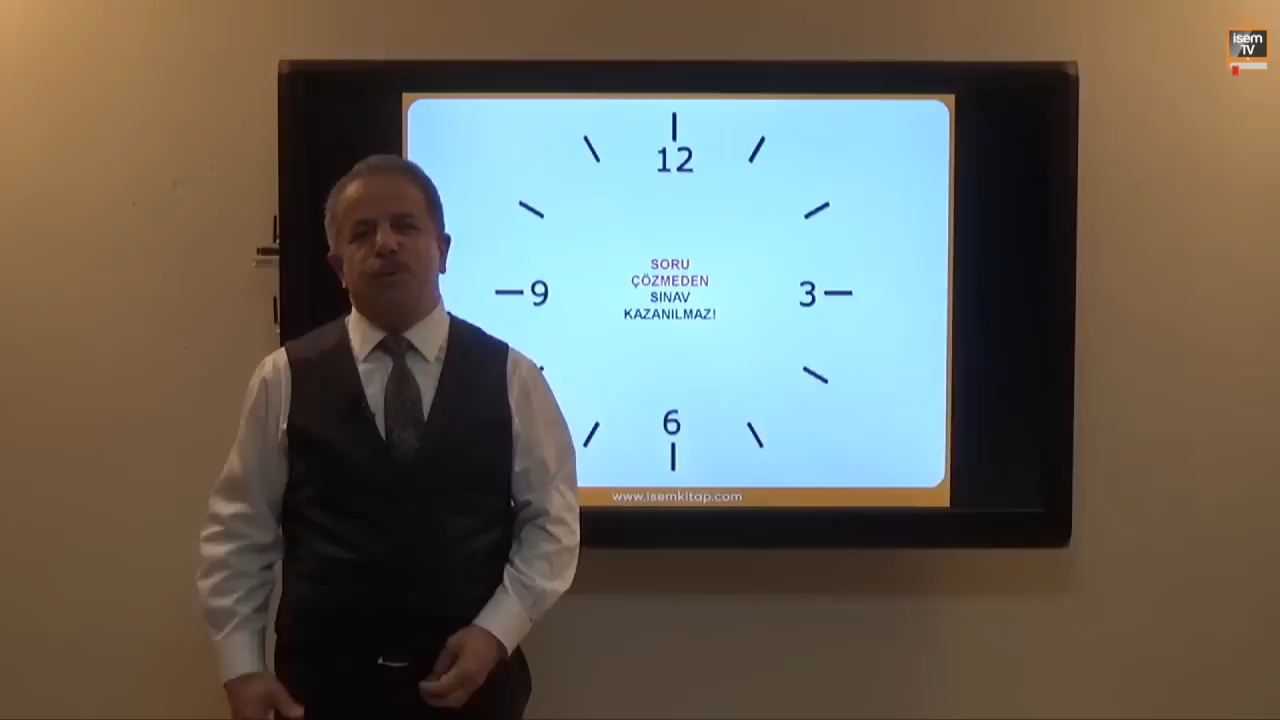 isem
TV
12
9
3
SORU
ÇÖZMEDEN
SINAV
KAZANILMAZ!
6
www.isemkitap.com